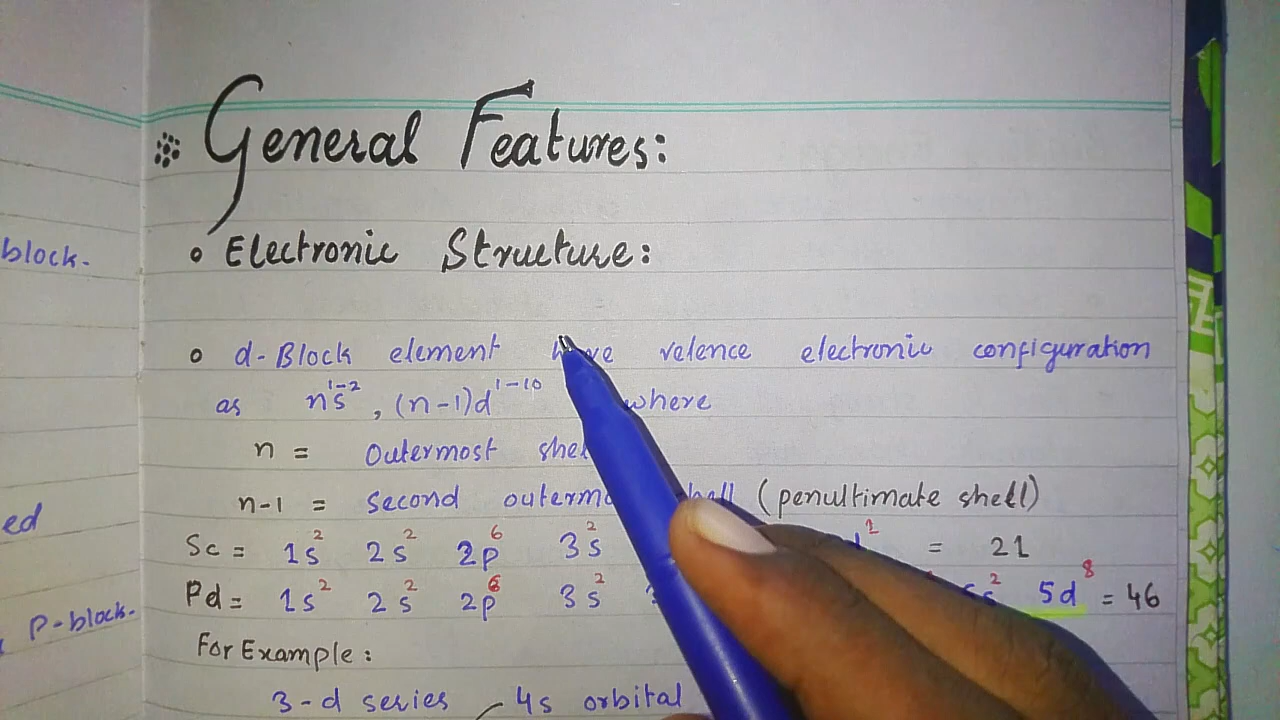 General Features:
Electronic Structure:
block.
d-Block element have velence electronic configuration
as ns¹⁻², (n-1)d¹⁻¹⁰ where
n = Outermost
n-1 = second (penultimate shell)
ed
Sc = 1s² 2s² 2p⁶ 3s² = 21
Pd = 1s² 2s² 2p⁶ 3s² 5d⁸ = 46
P-block.
For Example:
3-d series 4s orbital